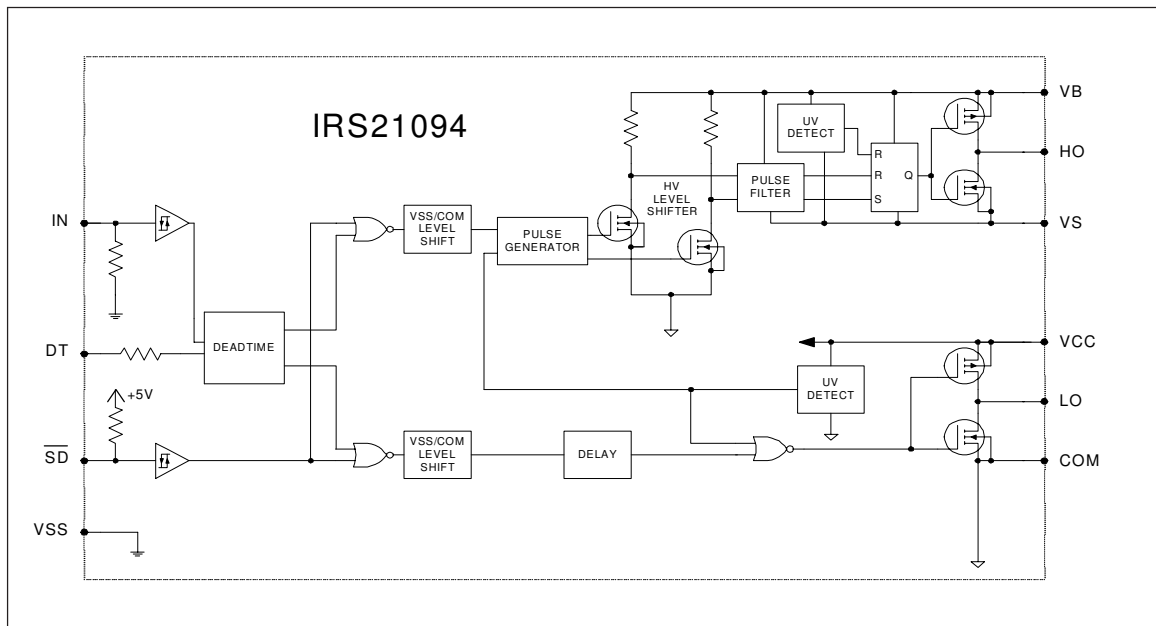 IRS21094
VB
UV
DETECT
HO
R
R
Q
S
PULSE
FILTER
HV
LEVEL
SHIFTER
IN
VSS/COM
LEVEL
SHIFT
PULSE
GENERATOR
VS
DT
DEADTIME
VCC
UV
DETECT
+5V
LO
SD
VSS/COM
LEVEL
SHIFT
DELAY
COM
VSS